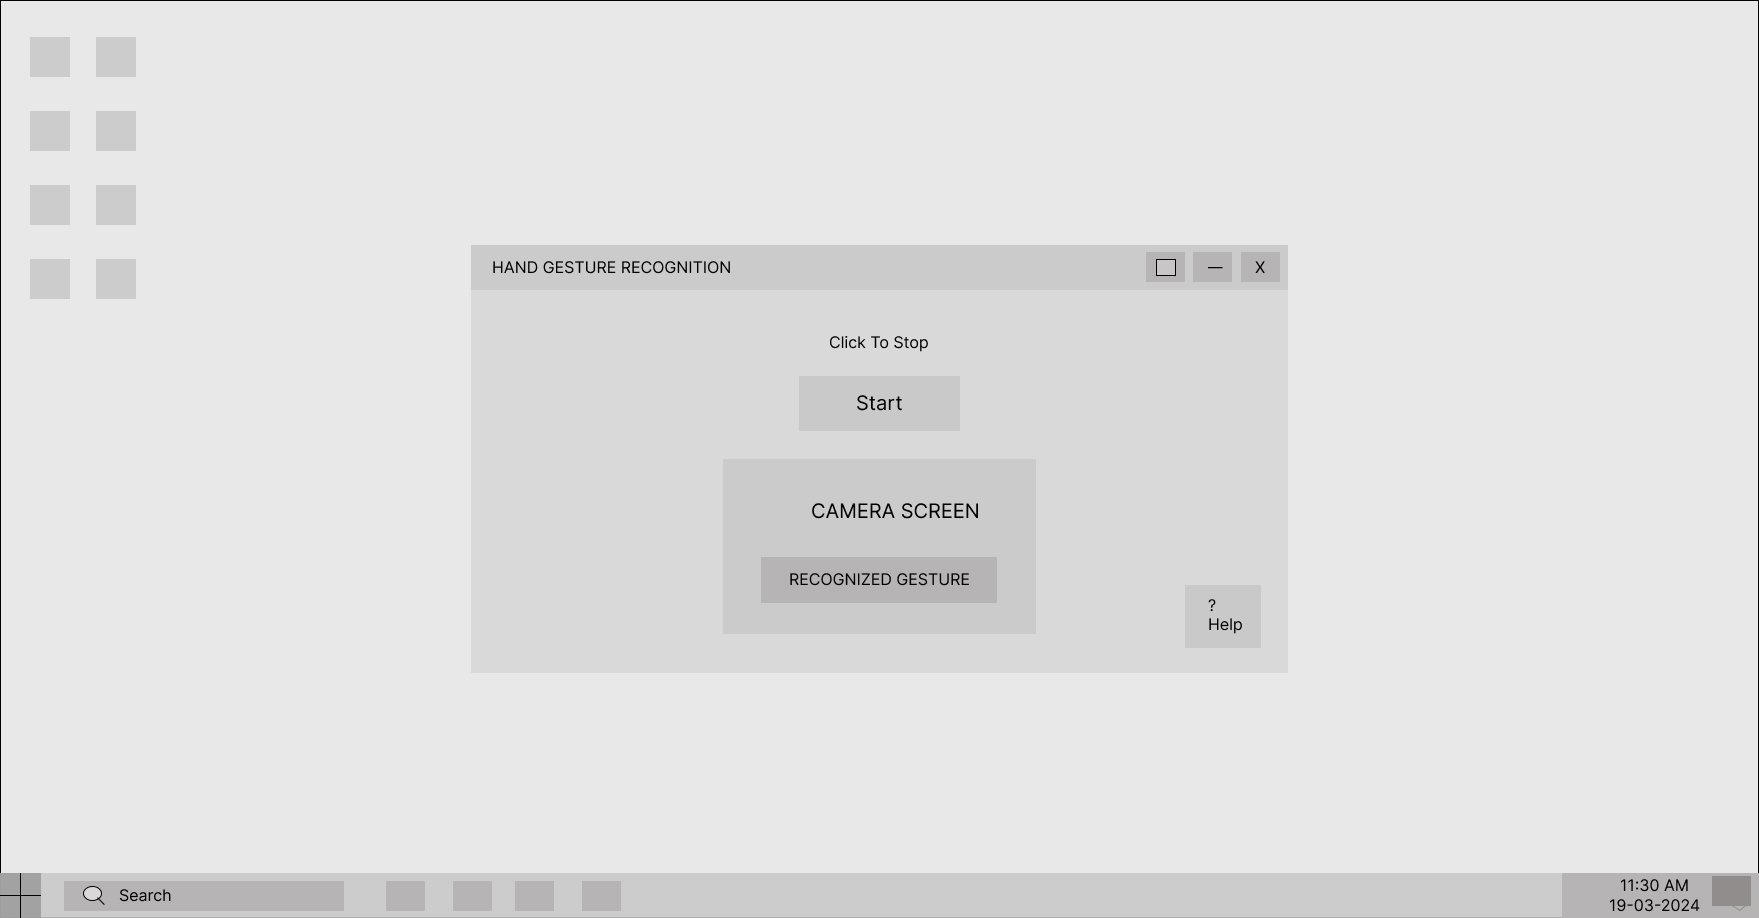 HAND GESTURE RECOGNITION
X
Click To Stop
Start
CAMERA SCREEN
RECOGNIZED GESTURE
?
Help
Search
11:30 AM
19-03-2024